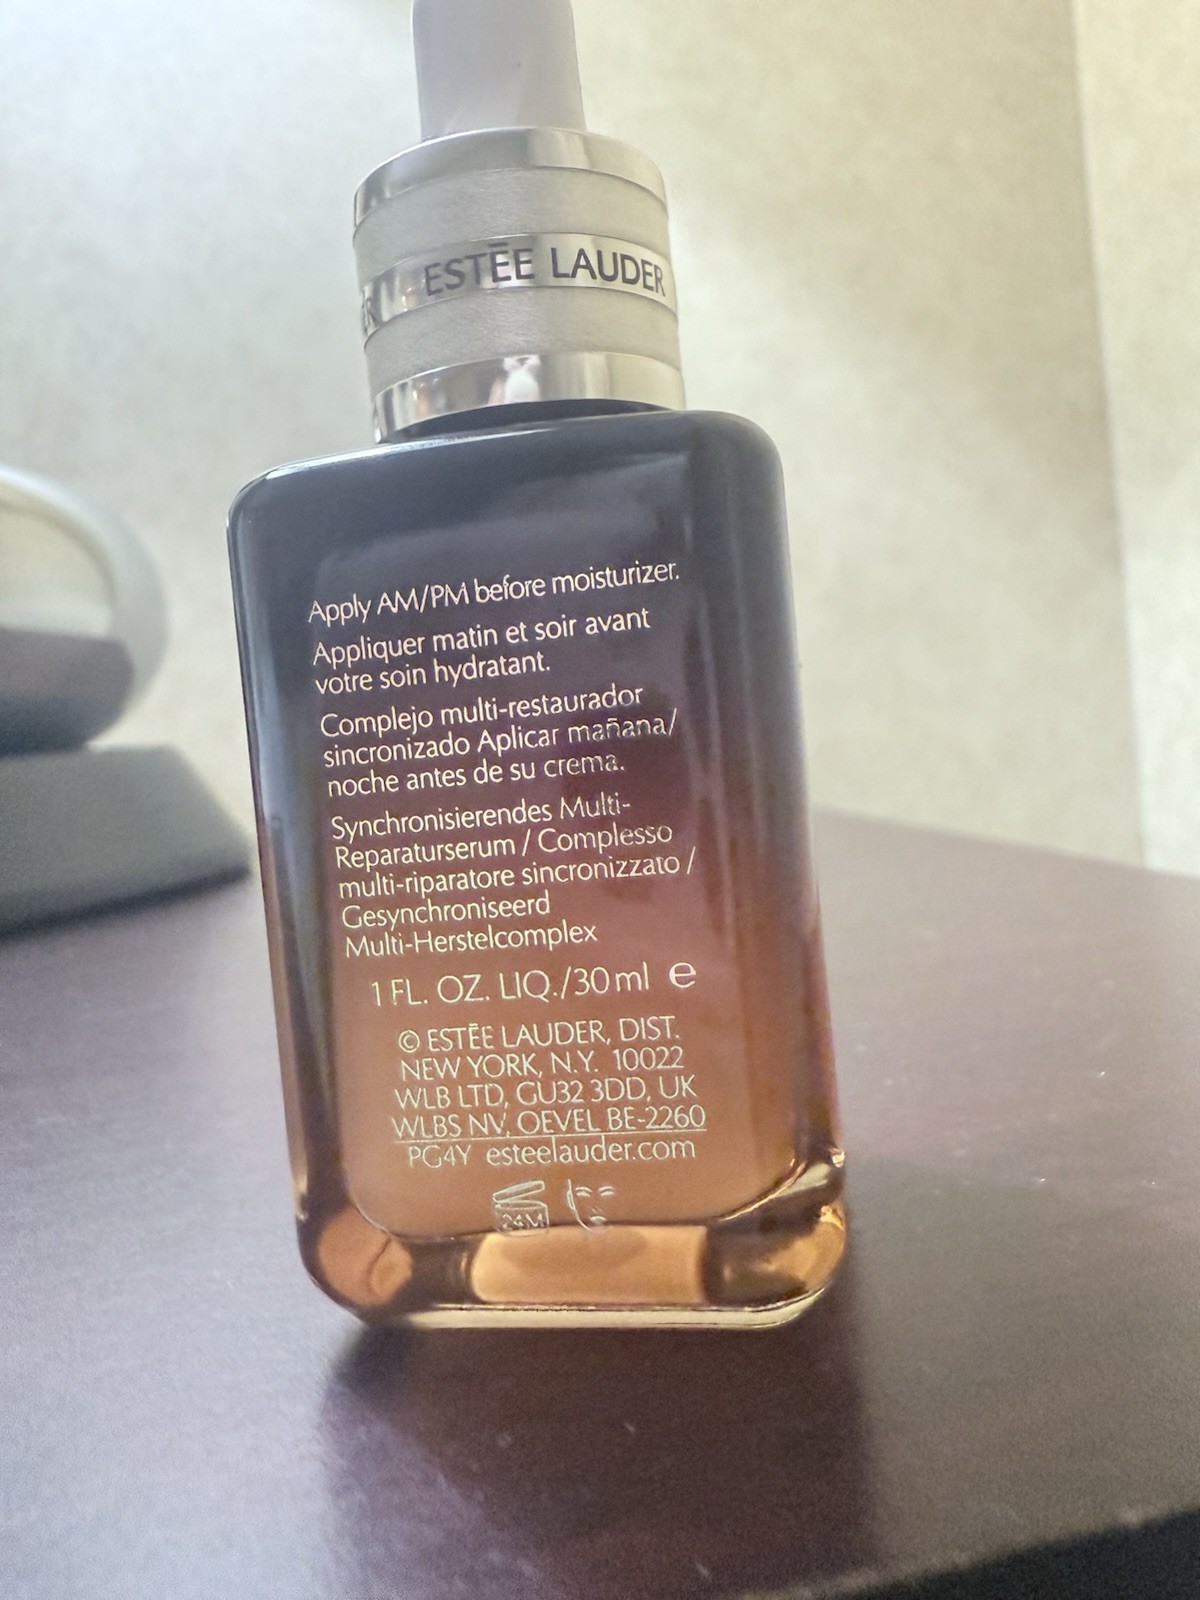 ESTĒE LAUDER
Apply AM/PM before moisturizer.
Appliquer matin et soir avant
votre soin hydratant.
Complejo multi-restaurador
sincronizado Aplicar mañana/
noche antes de su crema.
Synchronisierendes Multi-
Reparaturserum / Complesso
multi-riparatore sincronizzato /
Gesynchroniseerd
Multi-Herstelcomplex
1 FL. OZ. LIQ./30ml e
© ESTĒE LAUDER, DIST.
NEW YORK, N.Y. 10022
WLB LTD, GU32 3DD, UK
WLBS NV, OEVEL BE-2260
PG4Y esteelauder.com
24M